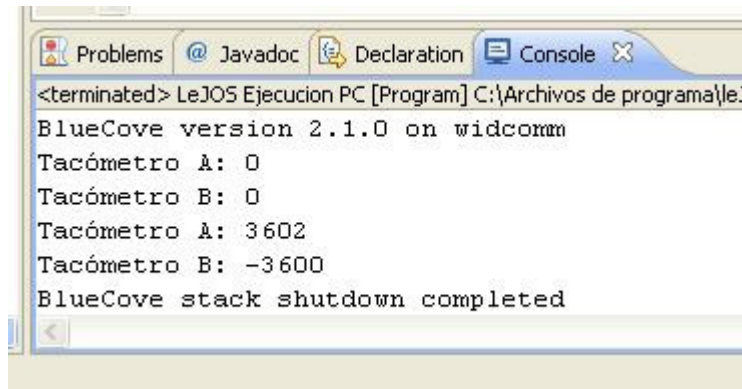 Problems @ Javadoc Declaration Console
<terminated> LeJOS Ejecucion PC [Program] C:\Archivos de programa\leJ
BlueCove version 2.1.0 on widcomm
Tacómetro A: 0
Tacómetro B: 0
Tacómetro A: 3602
Tacómetro B: -3600
BlueCove stack shutdown completed